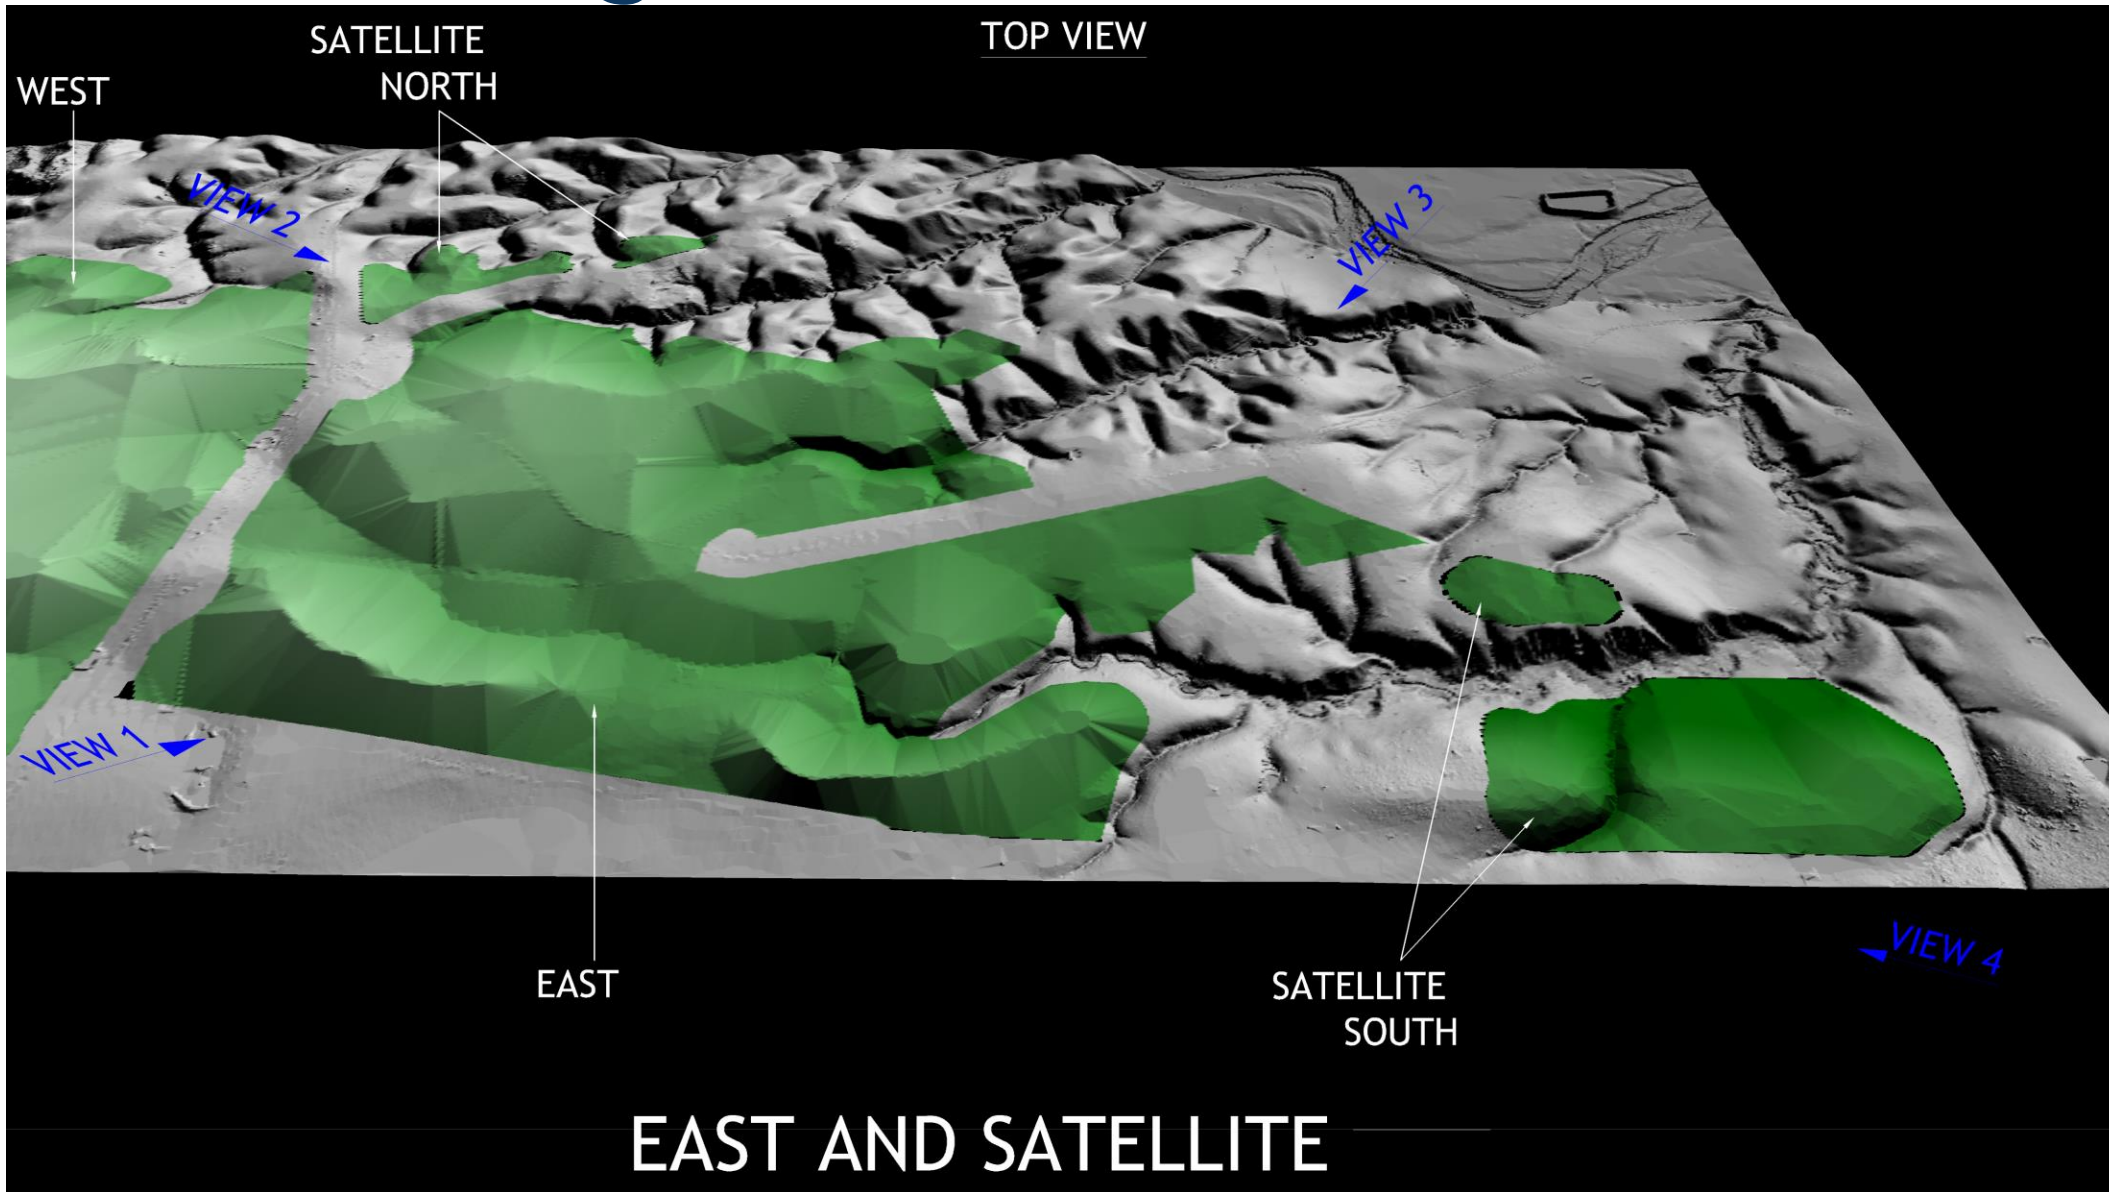 TOP VIEW
SATELLITE
NORTH
WEST
VIEW 2
VIEW 3
VIEW 1
EAST
SATELLITE
SOUTH
VIEW 4
EAST AND SATELLITE